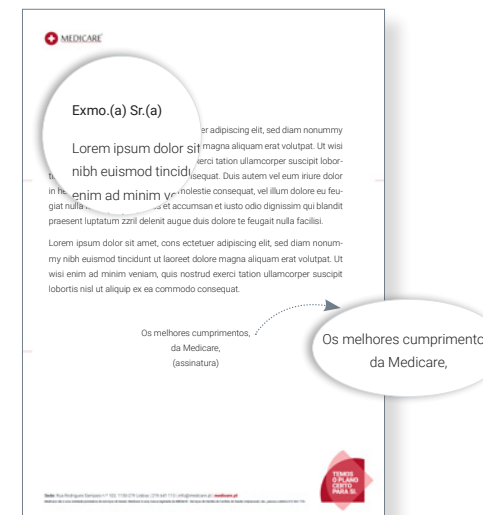 MEDICARE
Exmo.(a) Sr.(a)
Lorem ipsum dolor sit
nibh euismod tincidu
enim ad minim ve
er adipiscing elit, sed diam nonummy
magna aliquam erat volutpat. Ut wisi
exerci tation ullamcorper suscipit lobor-
sequat. Duis autem vel eum iriure dolor
in he
molestie consequat, vel illum dolore eu feu-
giat nulla
et accumsan et iusto odio dignissim qui blandit
praesent luptatum zzril delenit augue duis dolore te feugait nulla facilisi.
Lorem ipsum dolor sit amet, cons ectetuer adipiscing elit, sed diam nonum-
my nibh euismod tincidunt ut laoreet dolore magna aliquam erat volutpat. Ut
wisi enim ad minim veniam, quis nostrud exerci tation ullamcorper suscipit
lobortis nisl ut aliquip ex ea commodo consequat.
Os melhores cumprimentos,
da Medicare,
(assinatura)
Os melhores cumprimento
da Medicare,
TEMOS
O PLANO
CERTO
PARA SI.